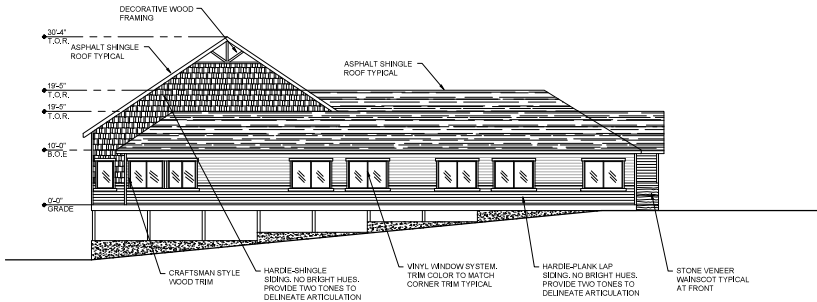 DECORATIVE WOOD
FRAMING
30'-4"
T.O.R.
ASPHALT SHINGLE
ROOF TYPICAL
ASPHALT SHINGLE
ROOF TYPICAL
19'-5"
T.O.R.
19'-5"
T.O.R.
10'-0"
B.O.E
0'-0"
GRADE
CRAFTSMAN STYLE
WOOD TRIM
HARDIE-SHINGLE
SIDING. NO BRIGHT HUES.
PROVIDE TWO TONES TO
DELINEATE ARTICULATION
VINYL WINDOW SYSTEM.
TRIM COLOR TO MATCH
CORNER TRIM TYPICAL
HARDIE-PLANK LAP
SIDING. NO BRIGHT HUES.
PROVIDE TWO TONES TO
DELINEATE ARTICULATION
STONE VENEER
WAINSCOT TYPICAL
AT FRONT